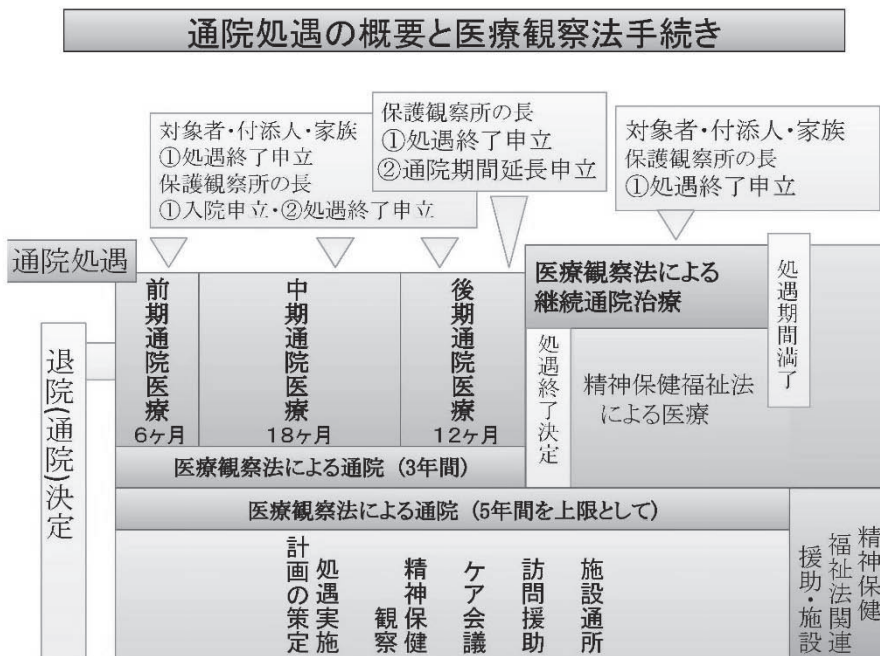 通院処遇の概要と医療観察法手続き
対象者・付添人・家族
①処遇終了申立
保護観察所の長
①入院申立・②処遇終了申立
保護観察所の長
①処遇終了申立
②通院期間延長申立
対象者・付添人・家族
保護観察所の長
①処遇終了申立
通院処遇
退院(通院)決定
前期通院医療
6ヶ月
中期通院医療
18ヶ月
後期通院医療
12ヶ月
医療観察法による
継続通院治療
処遇期間満了
処遇終了決定
精神保健福祉法
による医療
医療観察法による通院 (3年間)
医療観察法による通院 (5年間を上限として)
処遇実施
計画の策定
精神保健
観察
ケア会議
訪問援助
施設通所
精神保健
福祉法関連
援助・施設